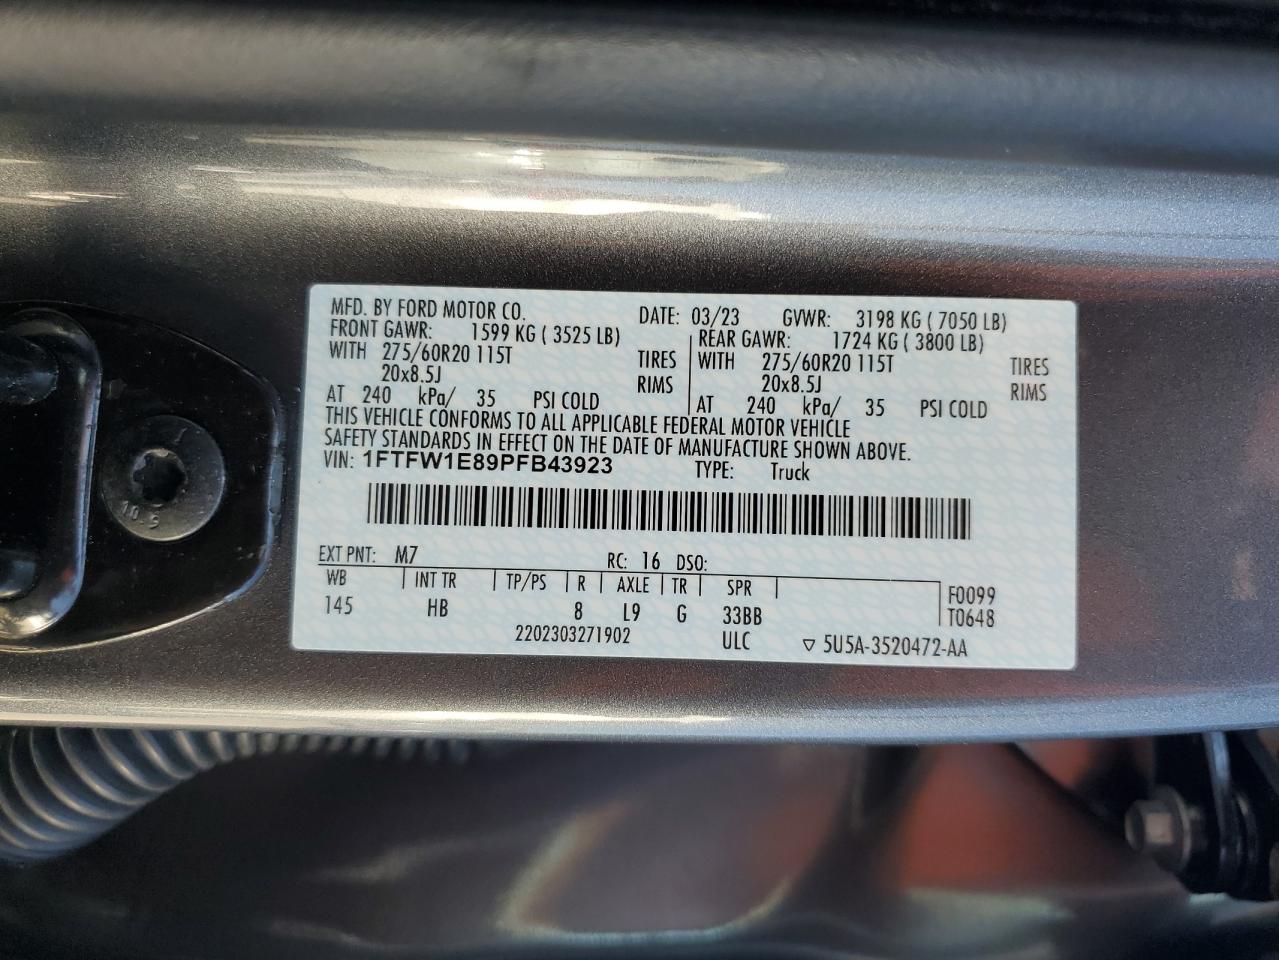 MFD. BY FORD MOTOR CO. DATE: 03/23 GVWR: 3198 KG ( 7050 LB)
FRONT GAWR: 1599 KG ( 3525 LB) REAR GAWR: 1724 KG ( 3800 LB)
WITH 275/60R20 115T TIRES WITH 275/60R20 115T TIRES
20x8.5J RIMS 20x8.5J RIMS
AT 240 kPa/ 35 PSI COLD AT 240 kPa/ 35 PSI COLD
THIS VEHICLE CONFORMS TO ALL APPLICABLE FEDERAL MOTOR VEHICLE
SAFETY STANDARDS IN EFFECT ON THE DATE OF MANUFACTURE SHOWN ABOVE.
VIN: 1FTFW1E89PFB43923 TYPE: Truck
EXT PNT: M7 RC: 16 DSO:
WB INT TR TP/PS R AXLE TR SPR F0099
145 HB 8 L9 G 33BB T0648
2202303271902 ULC ▽ 5U5A-3520472-AA
10.9